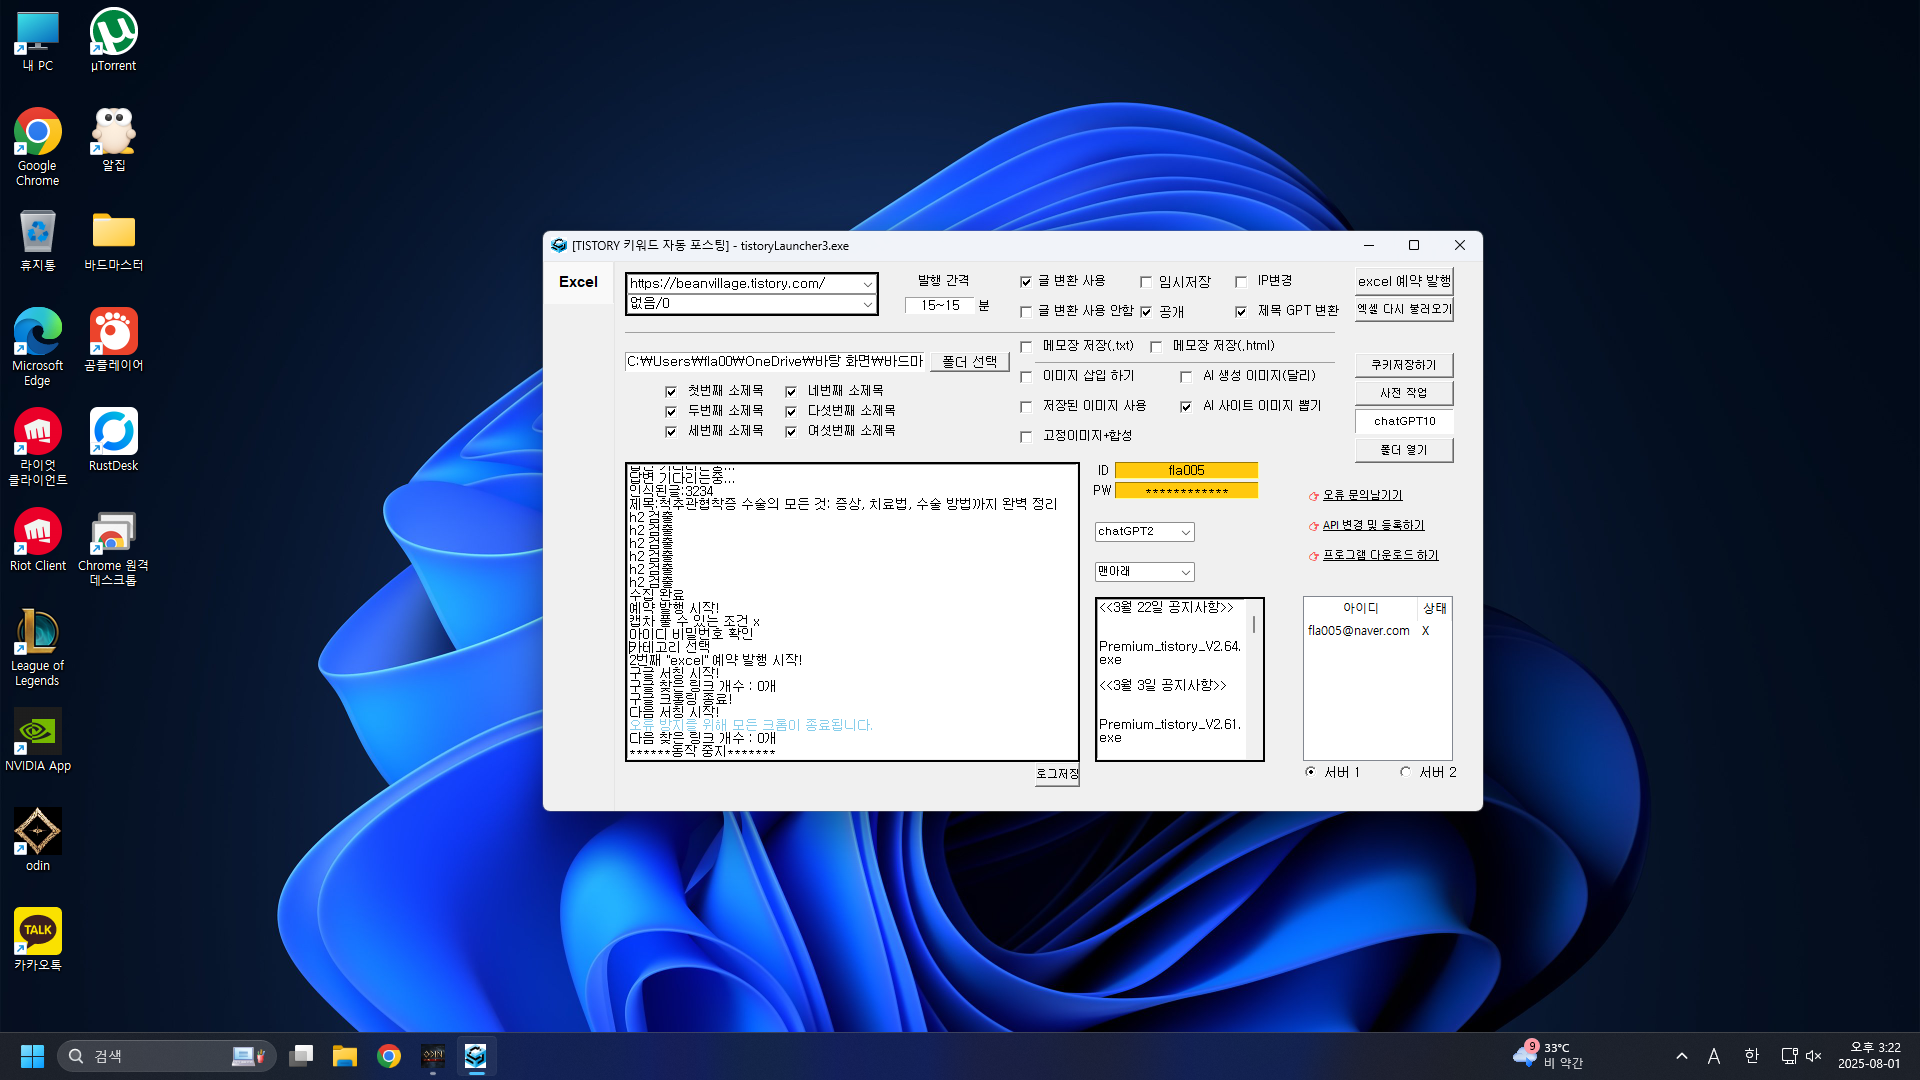 내 PC
µTorrent
Google
Chrome
알집
휴지통
바드마스터
Microsoft
Edge
곰플레이어
라이엇
클라이언트
RustDesk
Riot Client
Chrome 원격
데스크톱
League of
Legends
NVIDIA App
odin
TALK
카카오톡
[TISTORY 키워드 자동 포스팅] - tistoryLauncher3.exe
Excel
https://beanvillage.tistory.com/
없음/0
발행 간격
15~15 분
글 변환 사용
임시저장
IP변경
글 변환 사용 안함
공개
제목 GPT 변환
excel 예약 발행
엑셀 다시 불러오기
C:₩Users₩fla00₩OneDrive₩바탕 화면₩바드마
폴더 선택
메모장 저장(.txt)
메모장 저장(.html)
이미지 삽입 하기
AI 생성 이미지(달리)
저장된 이미지 사용
AI 사이트 이미지 뽑기
고정이미지+합성
첫번째 소제목
네번째 소제목
두번째 소제목
다섯번째 소제목
세번째 소제목
여섯번째 소제목
쿠키저장하기
사전 작업
chatGPT10
폴더 열기
답변 기다리는중...
답변 기다리는중...
인식된글:3234
제목:척추관협착증 수술의 모든 것: 증상, 치료법, 수술 방법까지 완벽 정리
h2 검출
h2 검출
h2 검출
h2 검출
h2 검출
h2 검출
수집 완료
예약 발행 시작!
캡차 풀 수 있는 조건 x
아이디 비밀번호 확인
카테고리 선택
2번째 "excel" 예약 발행 시작!
구글 서칭 시작!
구글 찾은 링크 개수 : 0개
구글 크롤링 종료!
다음 서칭 시작!
오류 방지를 위해 모든 크롬이 종료됩니다.
다음 찾은 링크 개수 : 0개
******동작 중지*******
로그저장
ID fla005
PW ************
chatGPT2
맨아래
<<3월 22일 공지사항>>
Premium_tistory_V2.64.
exe
<<3월 3일 공지사항>>
Premium_tistory_V2.61.
exe
오류 문의남기기
API 변경 및 등록하기
프로그램 다운로드 하기
아이디 상태
fla005@naver.com X
서버 1
서버 2
검색
ODIN
9
33°C
비 약간
A
한
오후 3:22
2025-08-01